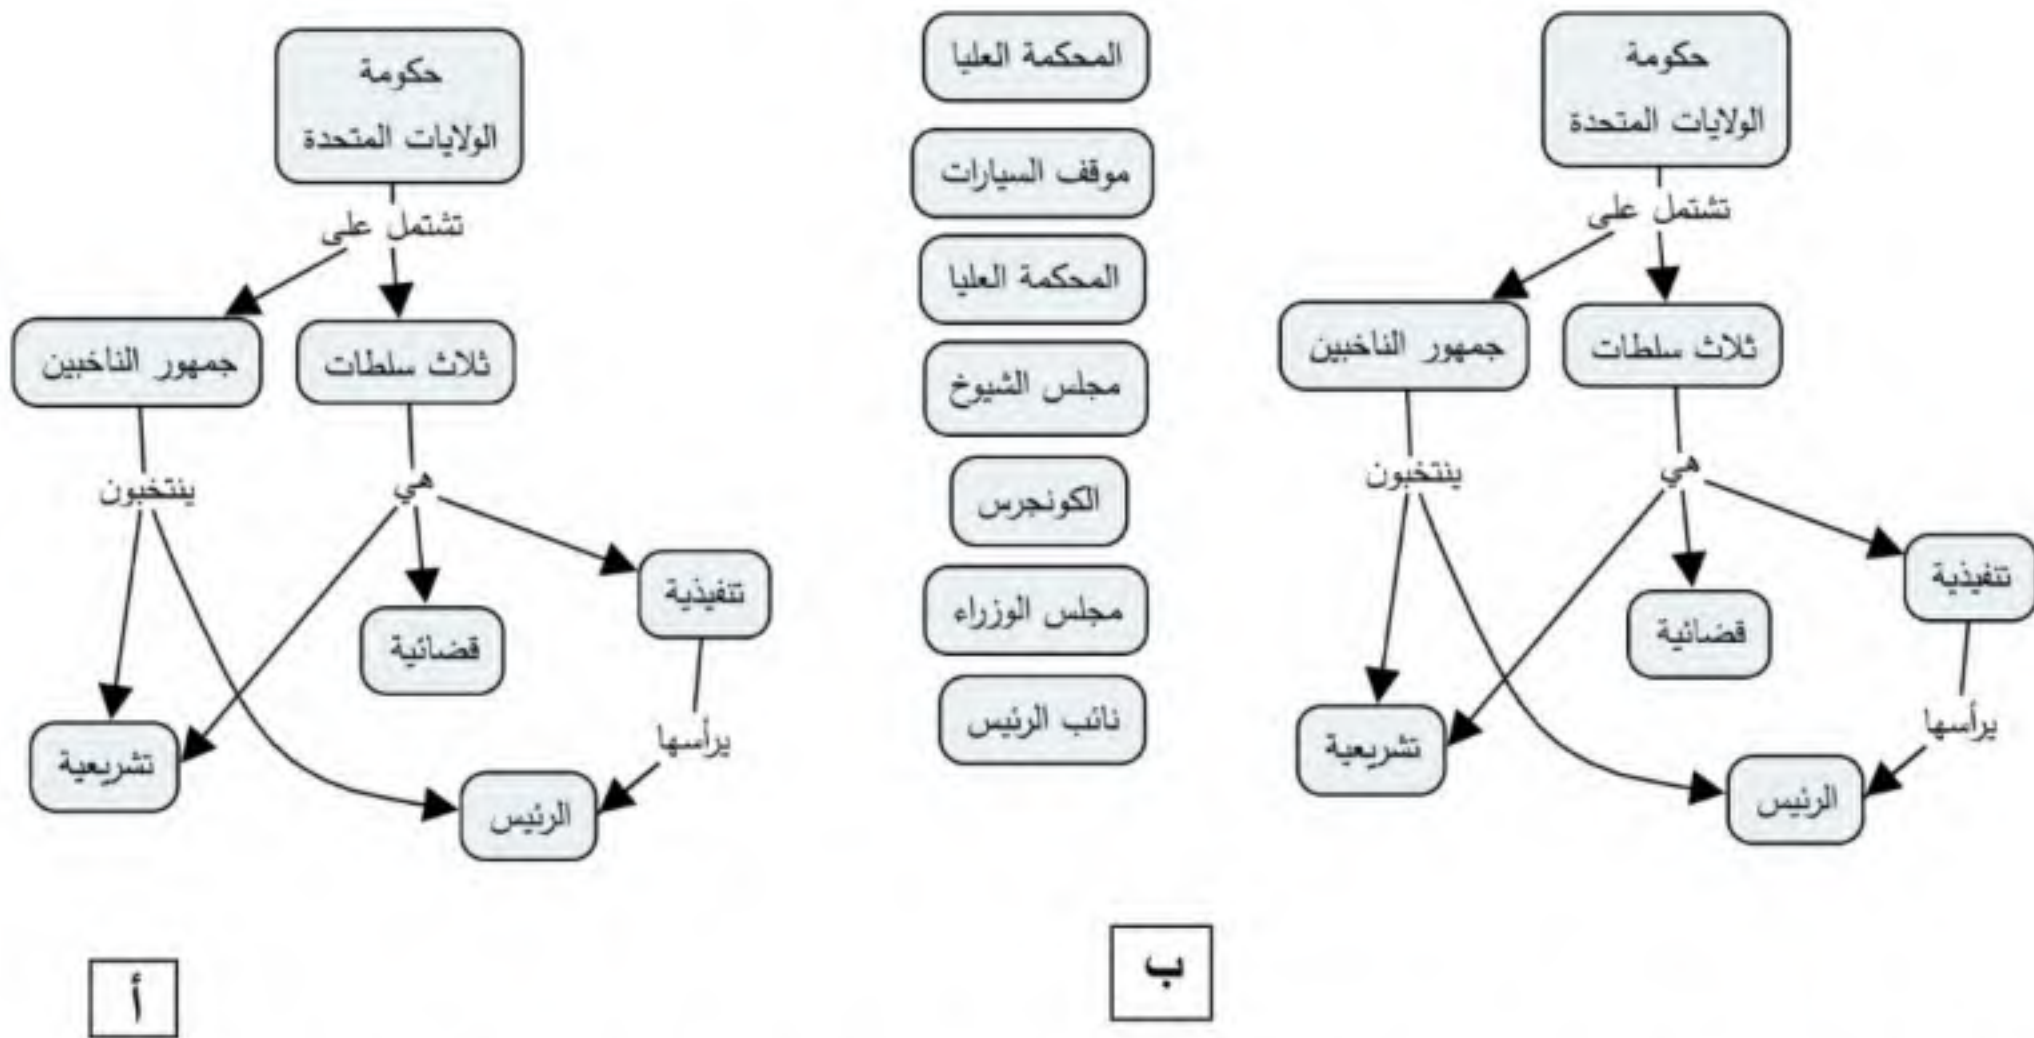 حكومة
الولايات المتحدة
تشتمل على
ثلاث سلطات
جمهور الناخبين
هي
ينتخبون
تنفيذية
قضائية
يرأسها
تشريعية
الرئيس
المحكمة العليا
موقف السيارات
المحكمة العليا
مجلس الشيوخ
الكونجرس
مجلس الوزراء
نائب الرئيس
ب
حكومة
الولايات المتحدة
تشتمل على
ثلاث سلطات
جمهور الناخبين
هي
ينتخبون
تنفيذية
قضائية
يرأسها
تشريعية
الرئيس
أ